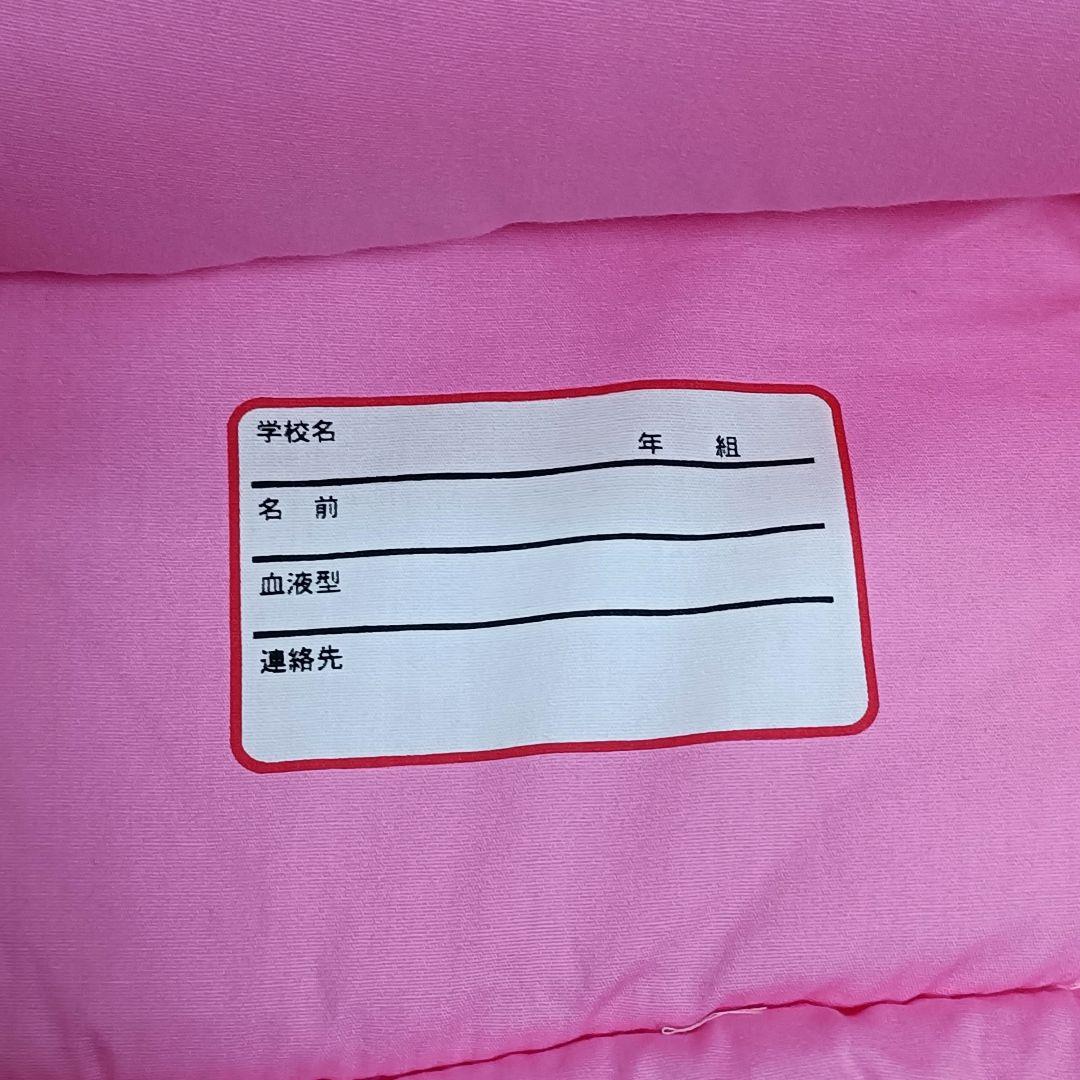 学校名　　　　年　組
名　前
血液型
連絡先